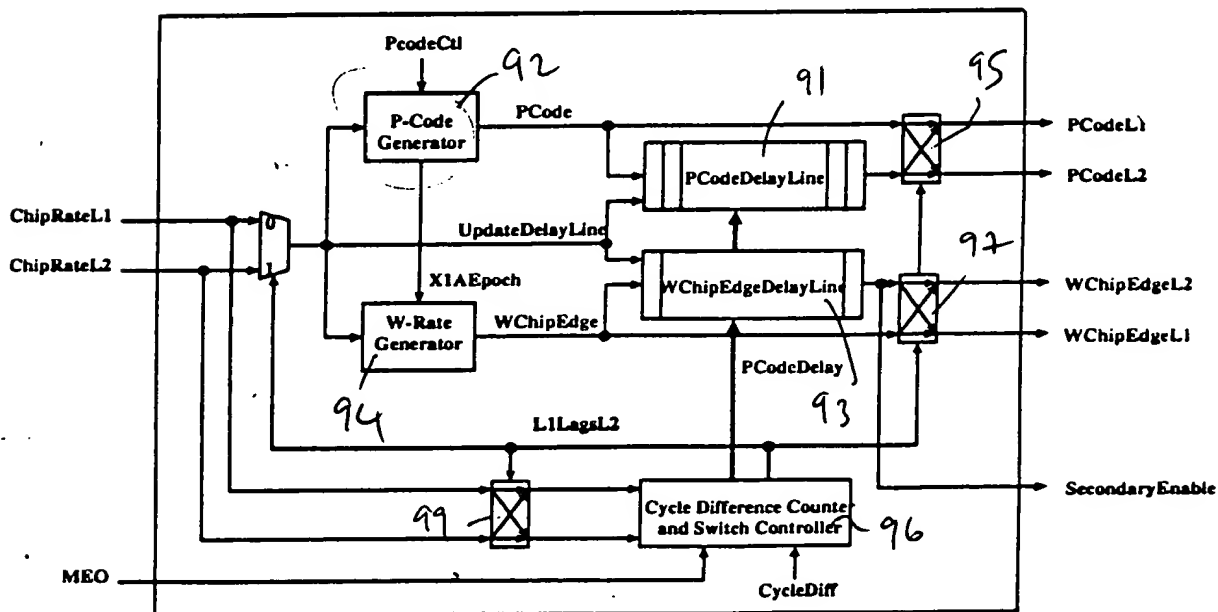 PcodeCtl
92
P-Code
Generator
PCode
91
95
PCodeL1
PCodeDelayLine
PCodeL2
ChipRateL1
0
UpdateDelayLine
ChipRateL2
1
X1AEpoch
97
WChipEdgeDelayLine
WChipEdgeL2
W-Rate
Generator
WChipEdge
WChipEdgeL1
PCodeDelay
94
93
L1LagsL2
99
Cycle Difference Counter
and Switch Controller
96
SecondaryEnable
MEO
CycleDiff